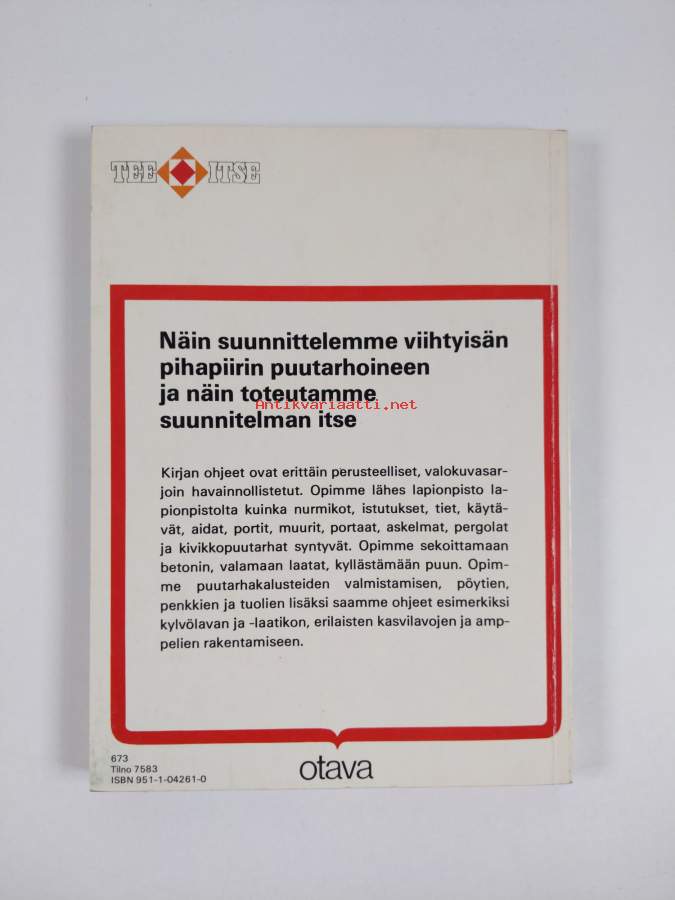 TEE ITSE
Näin suunnittelemme viihtyisän
pihapiirin puutarhoineen
ja näin toteutamme
Antikvariaatti.net
suunnitelman itse
Kirjan ohjeet ovat erittäin perusteelliset, valokuvasar-
join havainnollistetut. Opimme lähes lapionpisto la-
pionpistolta kuinka nurmikot, istutukset, tiet, käytä-
vät, aidat, portit, muurit, portaat, askelmat, pergolat
ja kivikkopuutarhat syntyvät. Opimme sekoittamaan
betonin, valamaan laatat, kyllästämään puun. Opim-
me puutarhakalusteiden valmistamisen, pöytien,
penkkien ja tuolien lisäksi saamme ohjeet esimerkiksi
kylvölavan ja -laatikon, erilaisten kasvilavojen ja amp-
pelien rakentamiseen.
673
Tilno 7583
ISBN 951-1-04261-0
otava